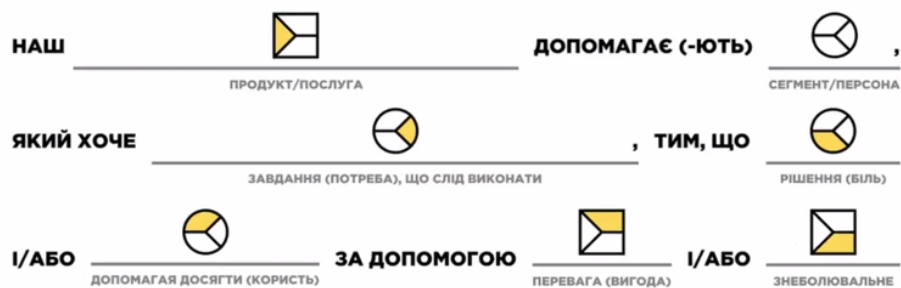 НАШ ДОПОМАГАЄ (-ЮТЬ) ,
ПРОДУКТ/ПОСЛУГА СЕГМЕНТ/ПЕРСОНА
ЯКИЙ ХОЧЕ , ТИМ, ЩО
ЗАВДАННЯ (ПОТРЕБА), ЩО СЛІД ВИКОНАТИ РІШЕННЯ (БІЛЬ)
І/АБО ЗА ДОПОМОГОЮ І/АБО
ДОПОМАГАЯ ДОСЯГТИ (КОРИСТЬ) ПЕРЕВАГА (ВИГОДА) ЗНЕБОЛЮВАЛЬНЕ